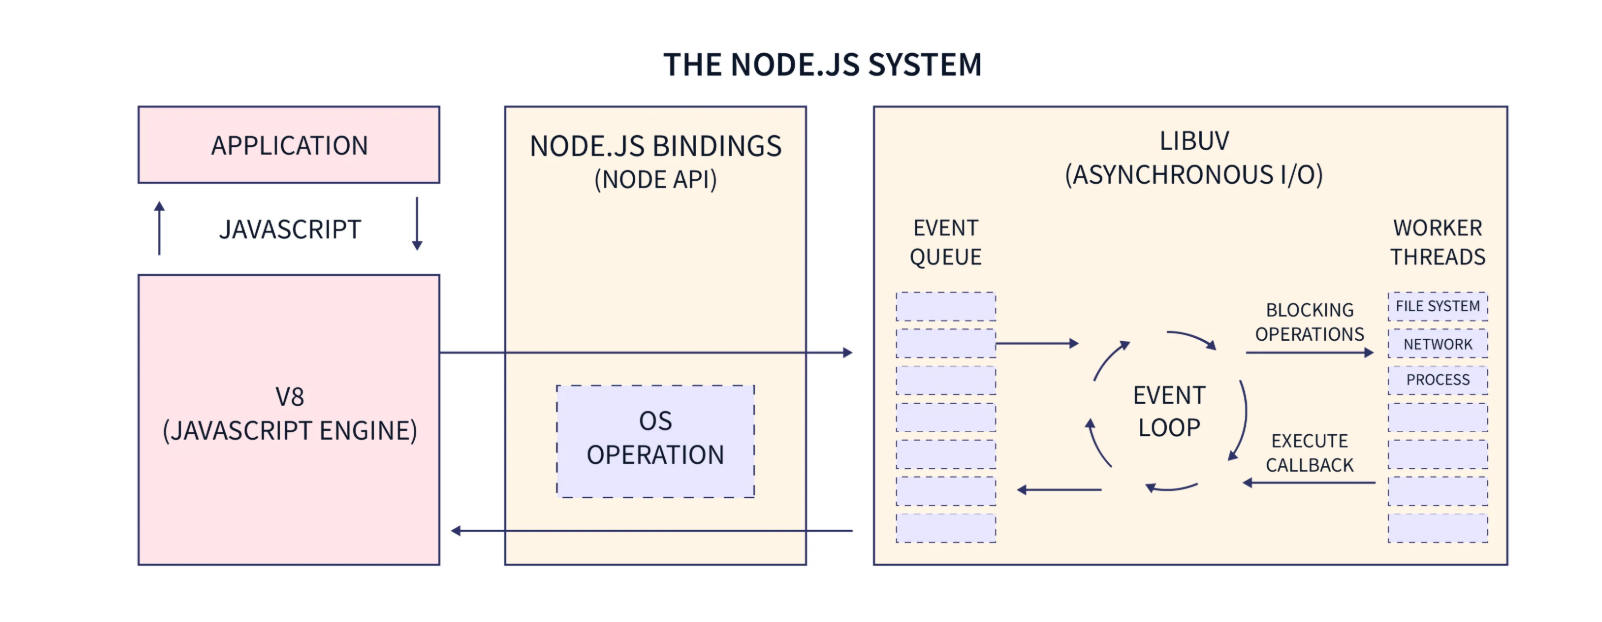 THE NODE.JS SYSTEM
APPLICATION
JAVASCRIPT
V8
(JAVASCRIPT ENGINE)
NODE.JS BINDINGS
(NODE API)
OS
OPERATION
LIBUV
(ASYNCHRONOUS I/O)
EVENT
QUEUE
EVENT
LOOP
BLOCKING
OPERATIONS
EXECUTE
CALLBACK
WORKER
THREADS
FILE SYSTEM
NETWORK
PROCESS